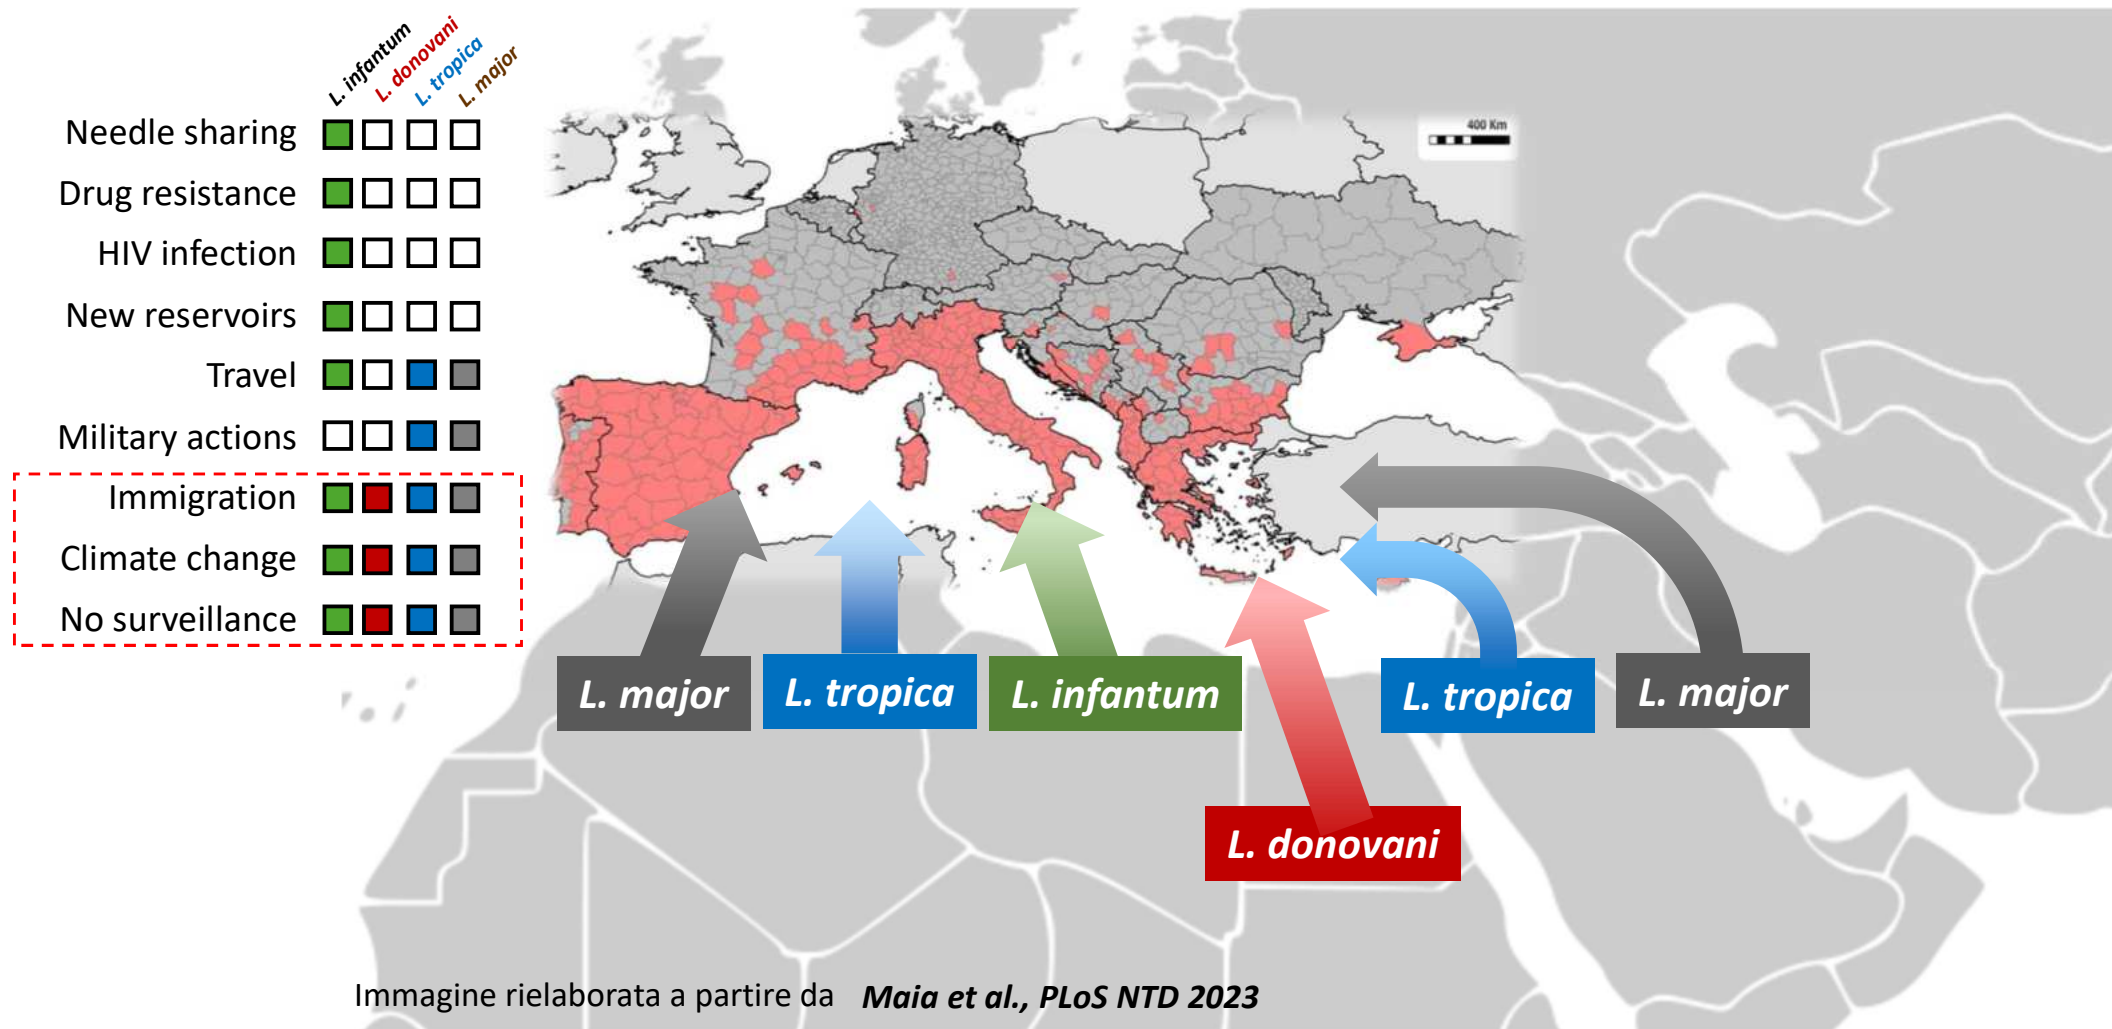 L. infantum
L. donovani
L. tropica
L. major
Needle sharing
Drug resistance
HIV infection
New reservoirs
Travel
Military actions
Immigration
Climate change
No surveillance
400 Km
L. major
L. tropica
L. infantum
L. tropica
L. major
L. donovani
Immagine rielaborata a partire da Maia et al., PLoS NTD 2023